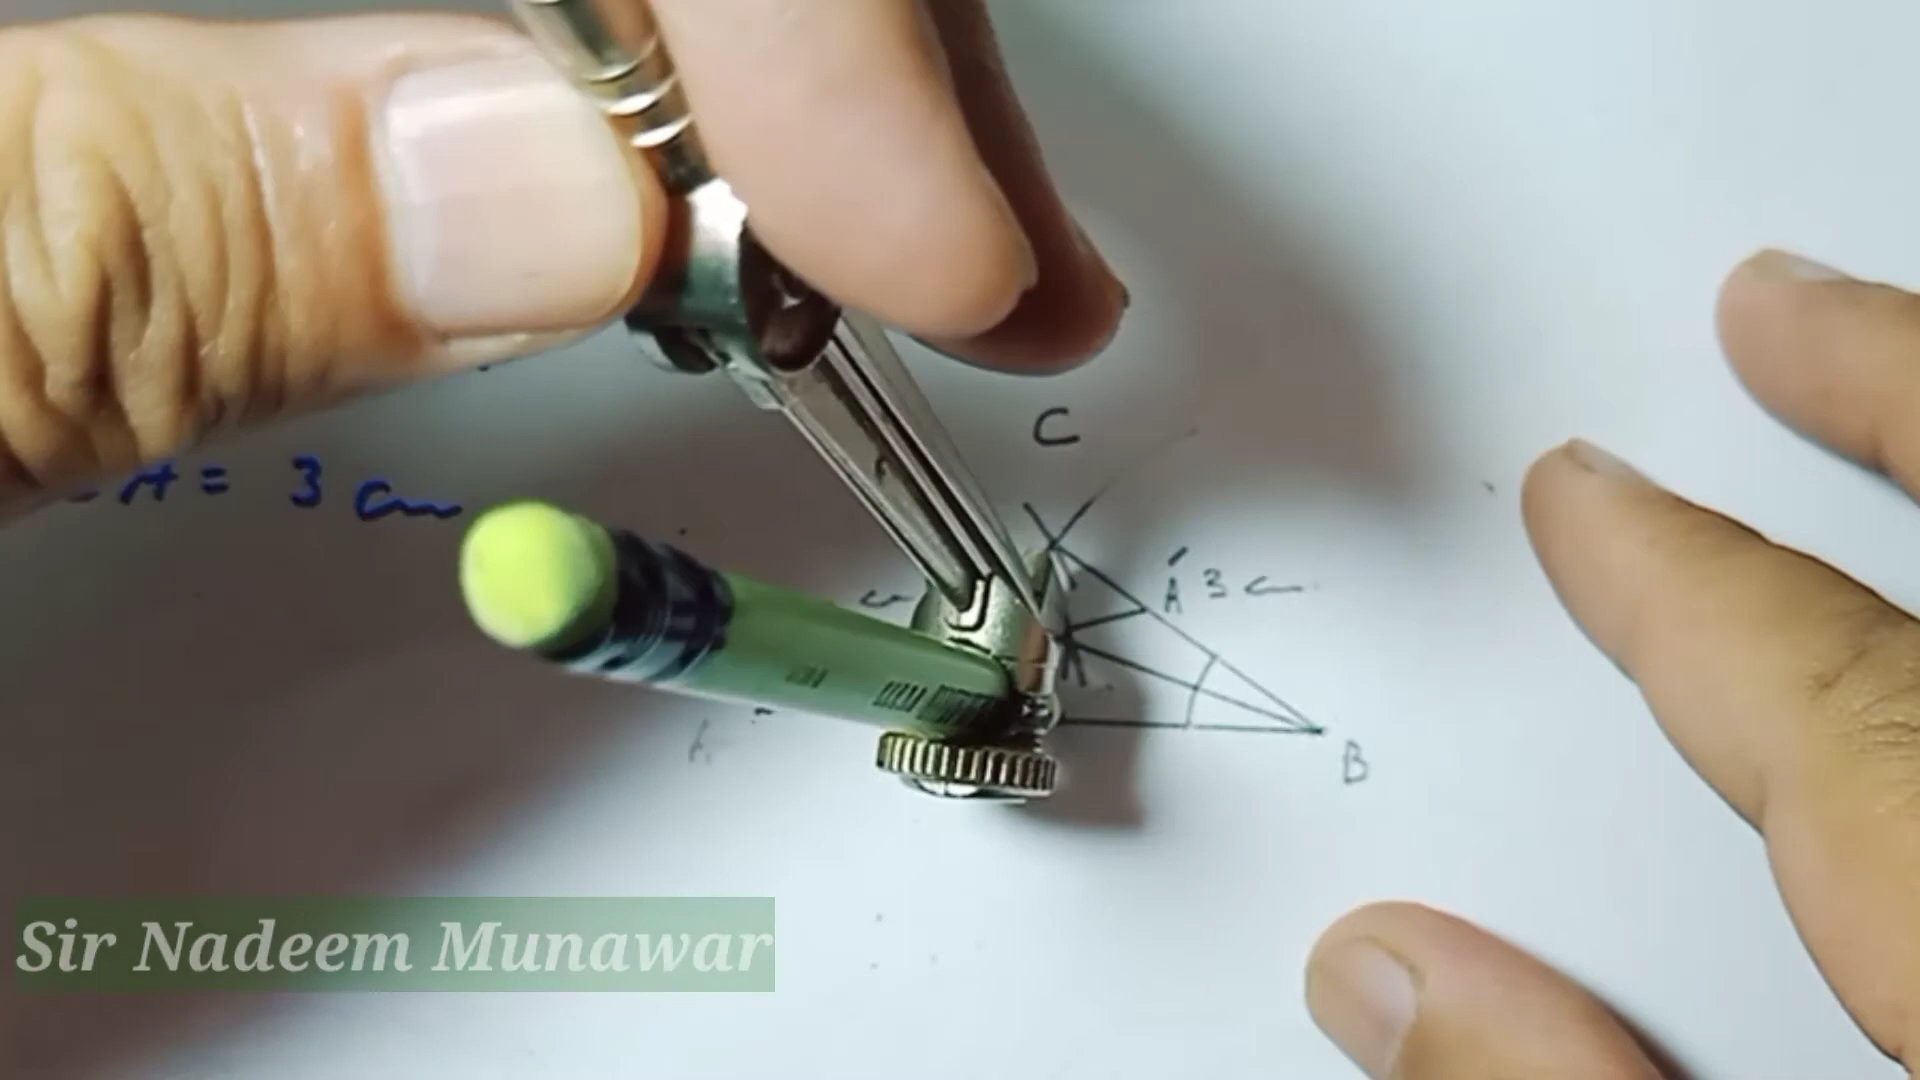 C
A = 3 cm
Á 3 cm
B
Sir Nadeem Munawar